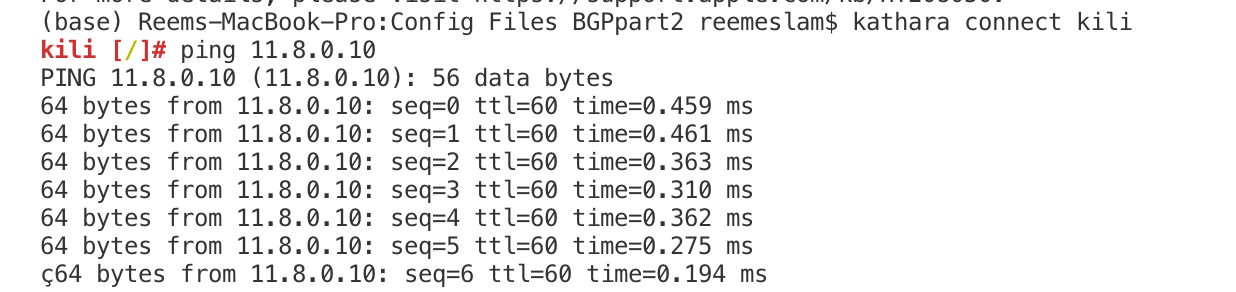 (base) Reems-MacBook-Pro:Config Files BGPpart2 reemeslam$ kathara connect kili
kili [/]# ping 11.8.0.10
PING 11.8.0.10 (11.8.0.10): 56 data bytes
64 bytes from 11.8.0.10: seq=0 ttl=60 time=0.459 ms
64 bytes from 11.8.0.10: seq=1 ttl=60 time=0.461 ms
64 bytes from 11.8.0.10: seq=2 ttl=60 time=0.363 ms
64 bytes from 11.8.0.10: seq=3 ttl=60 time=0.310 ms
64 bytes from 11.8.0.10: seq=4 ttl=60 time=0.362 ms
64 bytes from 11.8.0.10: seq=5 ttl=60 time=0.275 ms
ç64 bytes from 11.8.0.10: seq=6 ttl=60 time=0.194 ms